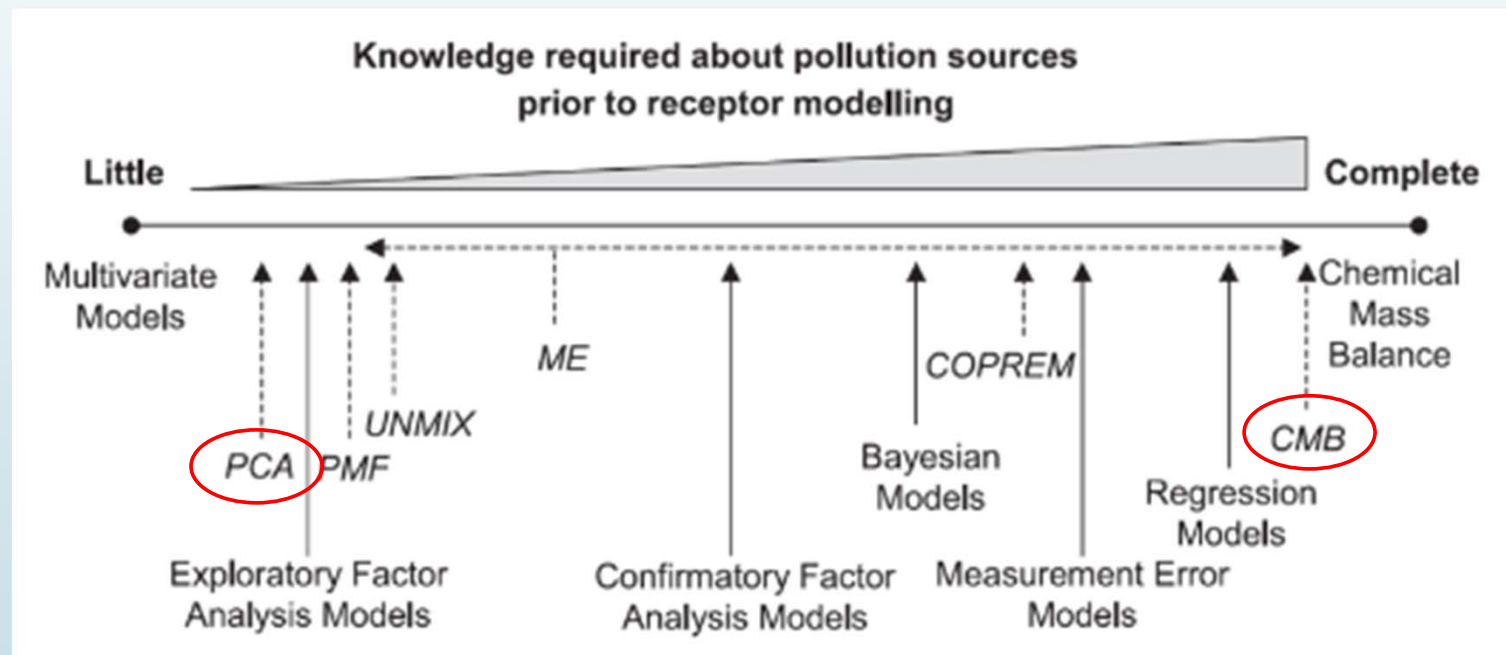 Knowledge required about pollution sources
prior to receptor modelling
Little
Complete
Multivariate
Models
Chemical
Mass
Balance
ME
COPREM
UNMIX
PCA
PMF
CMB
Bayesian
Models
Regression
Models
Exploratory Factor
Analysis Models
Confirmatory Factor
Analysis Models
Measurement Error
Models